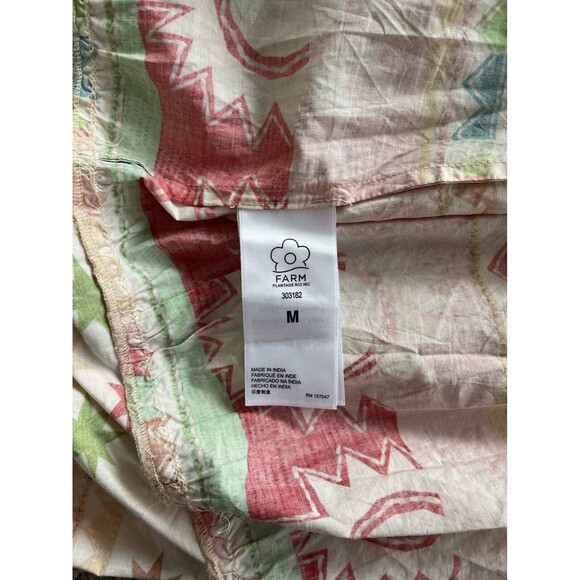 FARM
PLANTAGE RIO INC
303182
M
MADE IN INDIA
FABRIQUÉ EN INDE
FABRICADO NA ÍNDIA
HECHO EN INDIA
印度制造 RN 157047